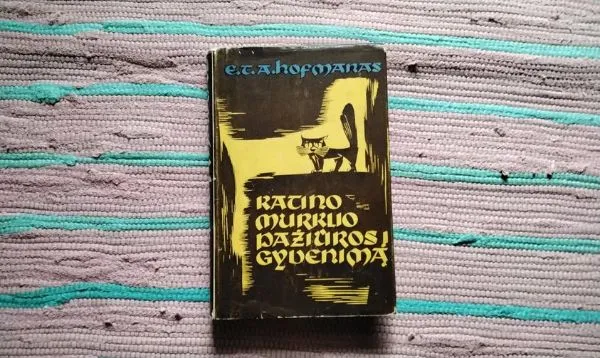 E.T.A. HOFMANAS
KATINO
MURKLIO
PAŽIŪROS Į
GYVENIMĄ